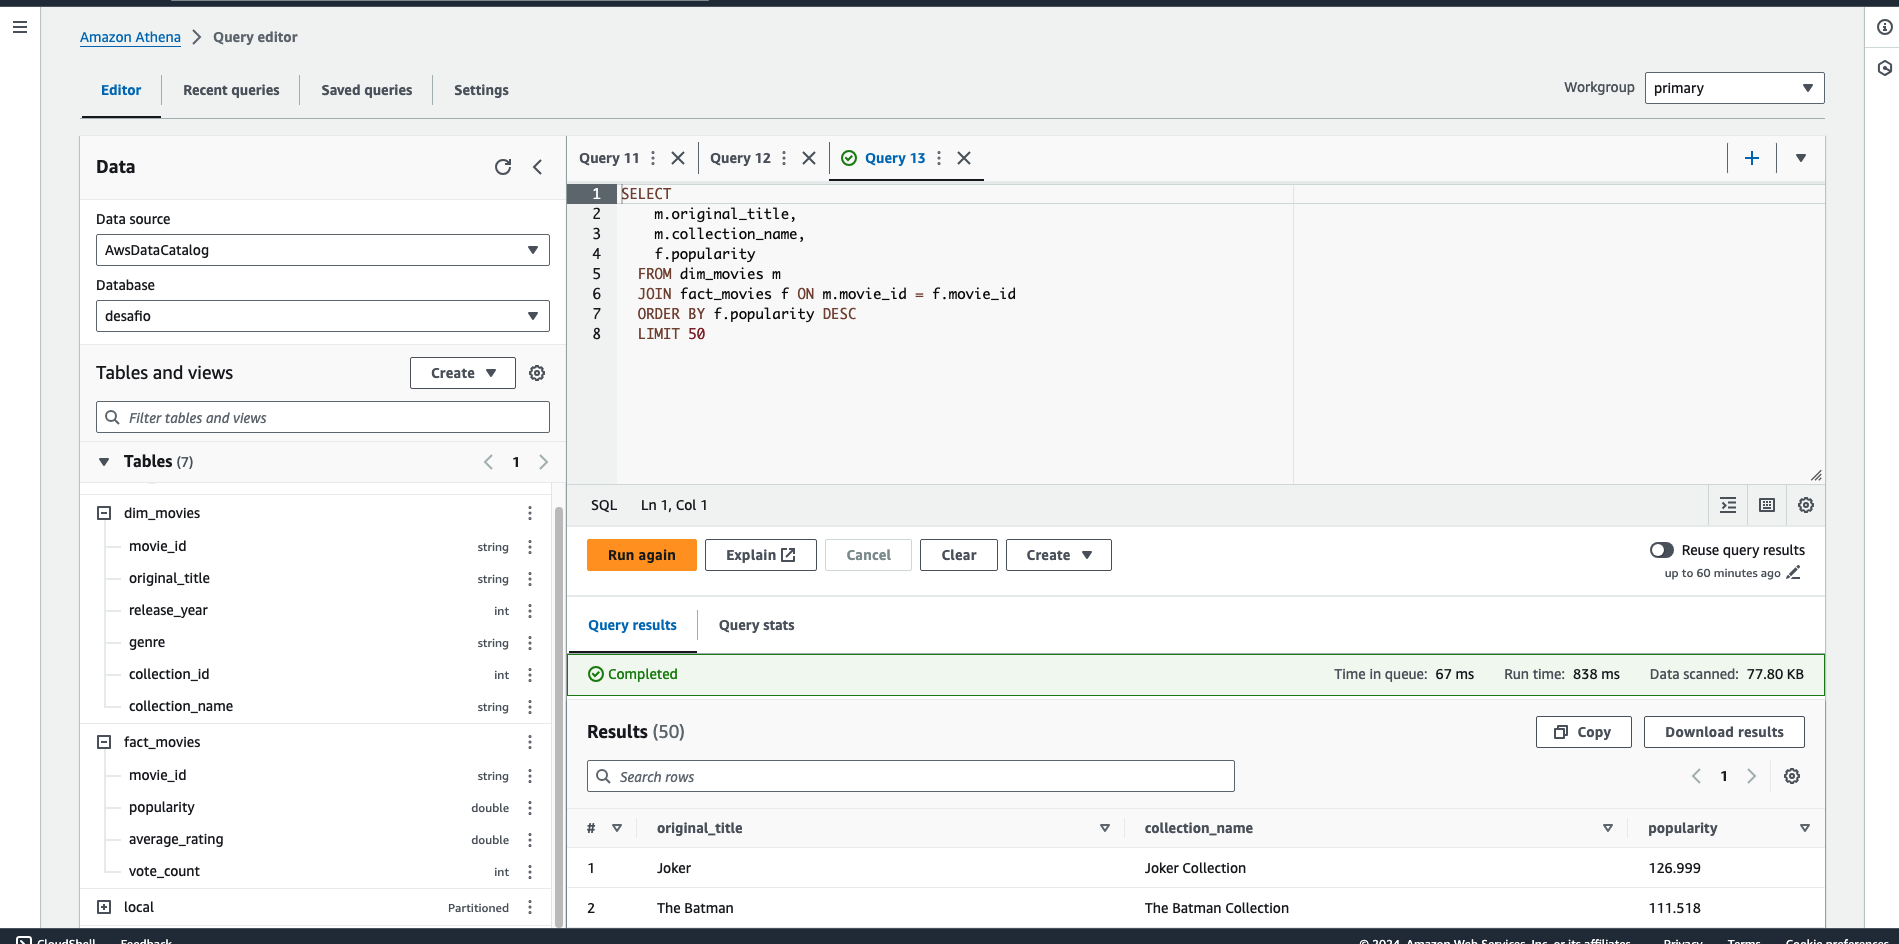 Amazon Athena > Query editor
Editor
Recent queries
Saved queries
Settings
Workgroup
primary
Data
Data source
AwsDataCatalog
Database
desafio
Tables and views
Create
Filter tables and views
Tables (7)
1
dim_movies
movie_id string
original_title string
release_year int
genre string
collection_id int
collection_name string
fact_movies
movie_id string
popularity double
average_rating double
vote_count int
local Partitioned
Query 11
Query 12
Query 13
1 SELECT
2 m.original_title,
3 m.collection_name,
4 f.popularity
5 FROM dim_movies m
6 JOIN fact_movies f ON m.movie_id = f.movie_id
7 ORDER BY f.popularity DESC
8 LIMIT 50
SQL Ln 1, Col 1
Run again
Explain
Cancel
Clear
Create
Reuse query results
up to 60 minutes ago
Query results
Query stats
Completed
Time in queue: 67 ms Run time: 838 ms Data scanned: 77.80 KB
Results (50)
Copy
Download results
Search rows
1
# original_title collection_name popularity
1 Joker Joker Collection 126.999
2 The Batman The Batman Collection 111.518
CloudShell Feedback
© 2024, Amazon Web Services, Inc. or its affiliates. Privacy Terms Cookie preferences